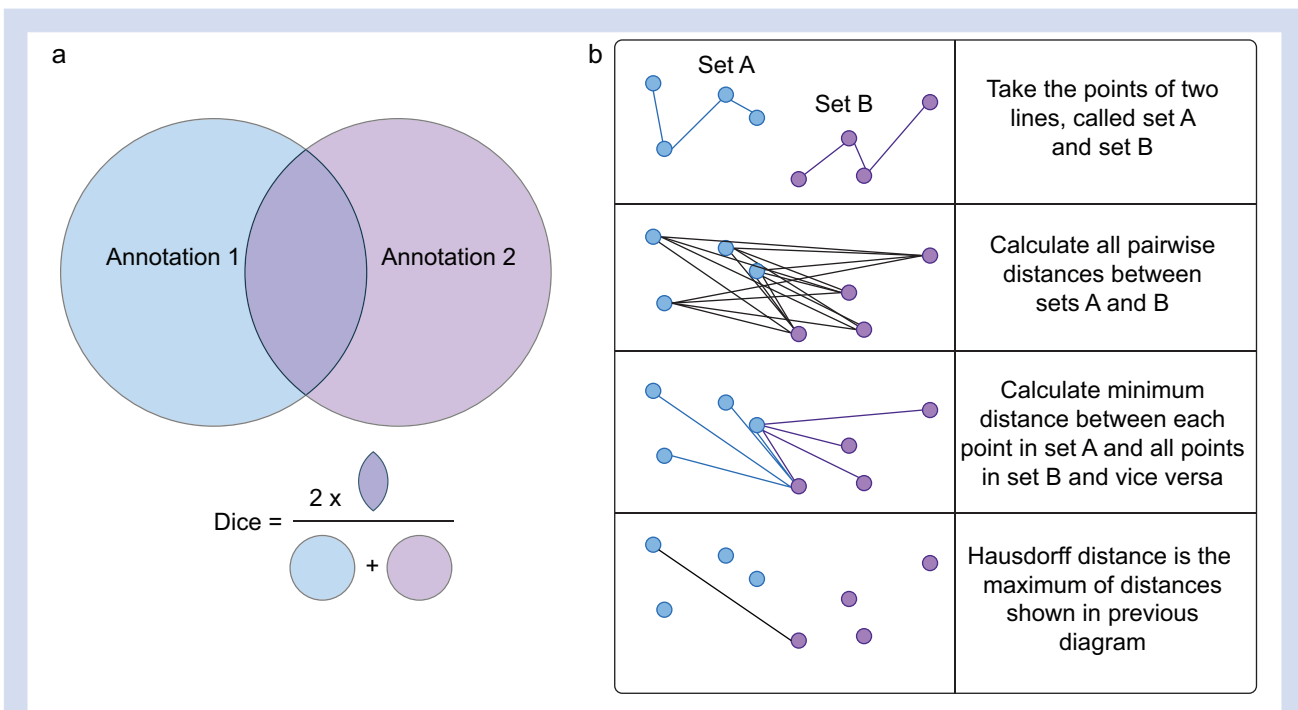 a
Annotation 1
Annotation 2
2 x
Dice =
+
b
Set A
Set B
Take the points of two
lines, called set A
and set B
Calculate all pairwise
distances between
sets A and B
Calculate minimum
distance between each
point in set A and all points
in set B and vice versa
Hausdorff distance is the
maximum of distances
shown in previous
diagram